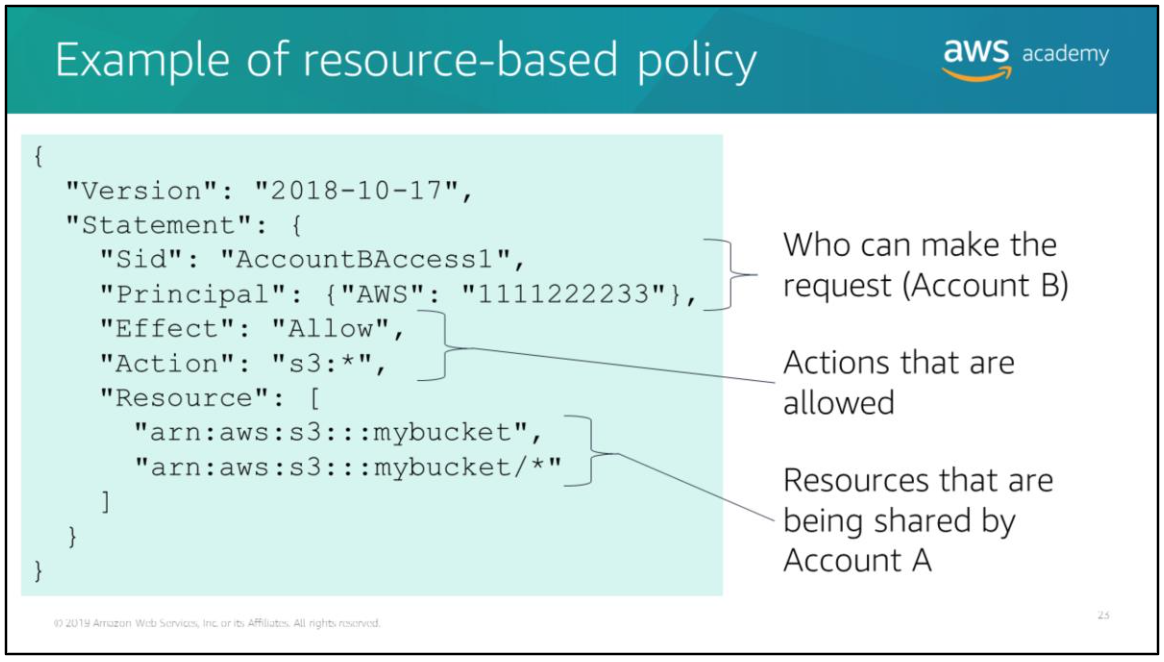 Example of resource-based policy
aws academy
{
"Version": "2018-10-17",
"Statement": {
"Sid": "AccountBAccess1",
"Principal": {"AWS": "1111222233"},
"Effect": "Allow",
"Action": "s3:*",
"Resource": [
"arn:aws:s3:::mybucket",
"arn:aws:s3:::mybucket/*"
]
}
}
Who can make the
request (Account B)
Actions that are
allowed
Resources that are
being shared by
Account A
© 2019 Amazon Web Services, Inc. or its Affiliates. All rights reserved.
23